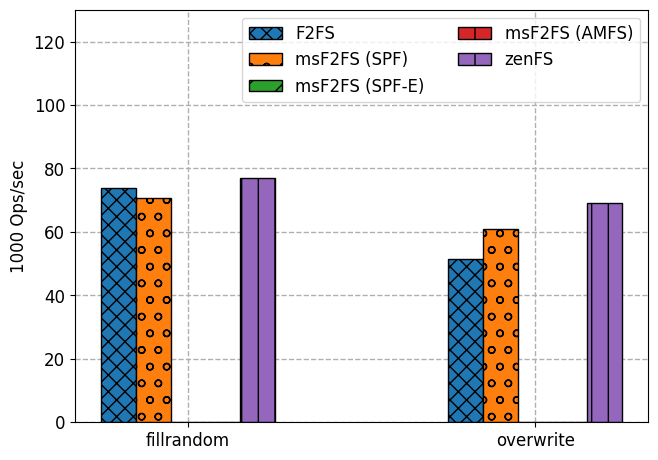 F2FS
msF2FS (SPF)
msF2FS (SPF-E)
msF2FS (AMFS)
zenFS
1000 Ops/sec
120
100
80
60
40
20
0
fillrandom
overwrite